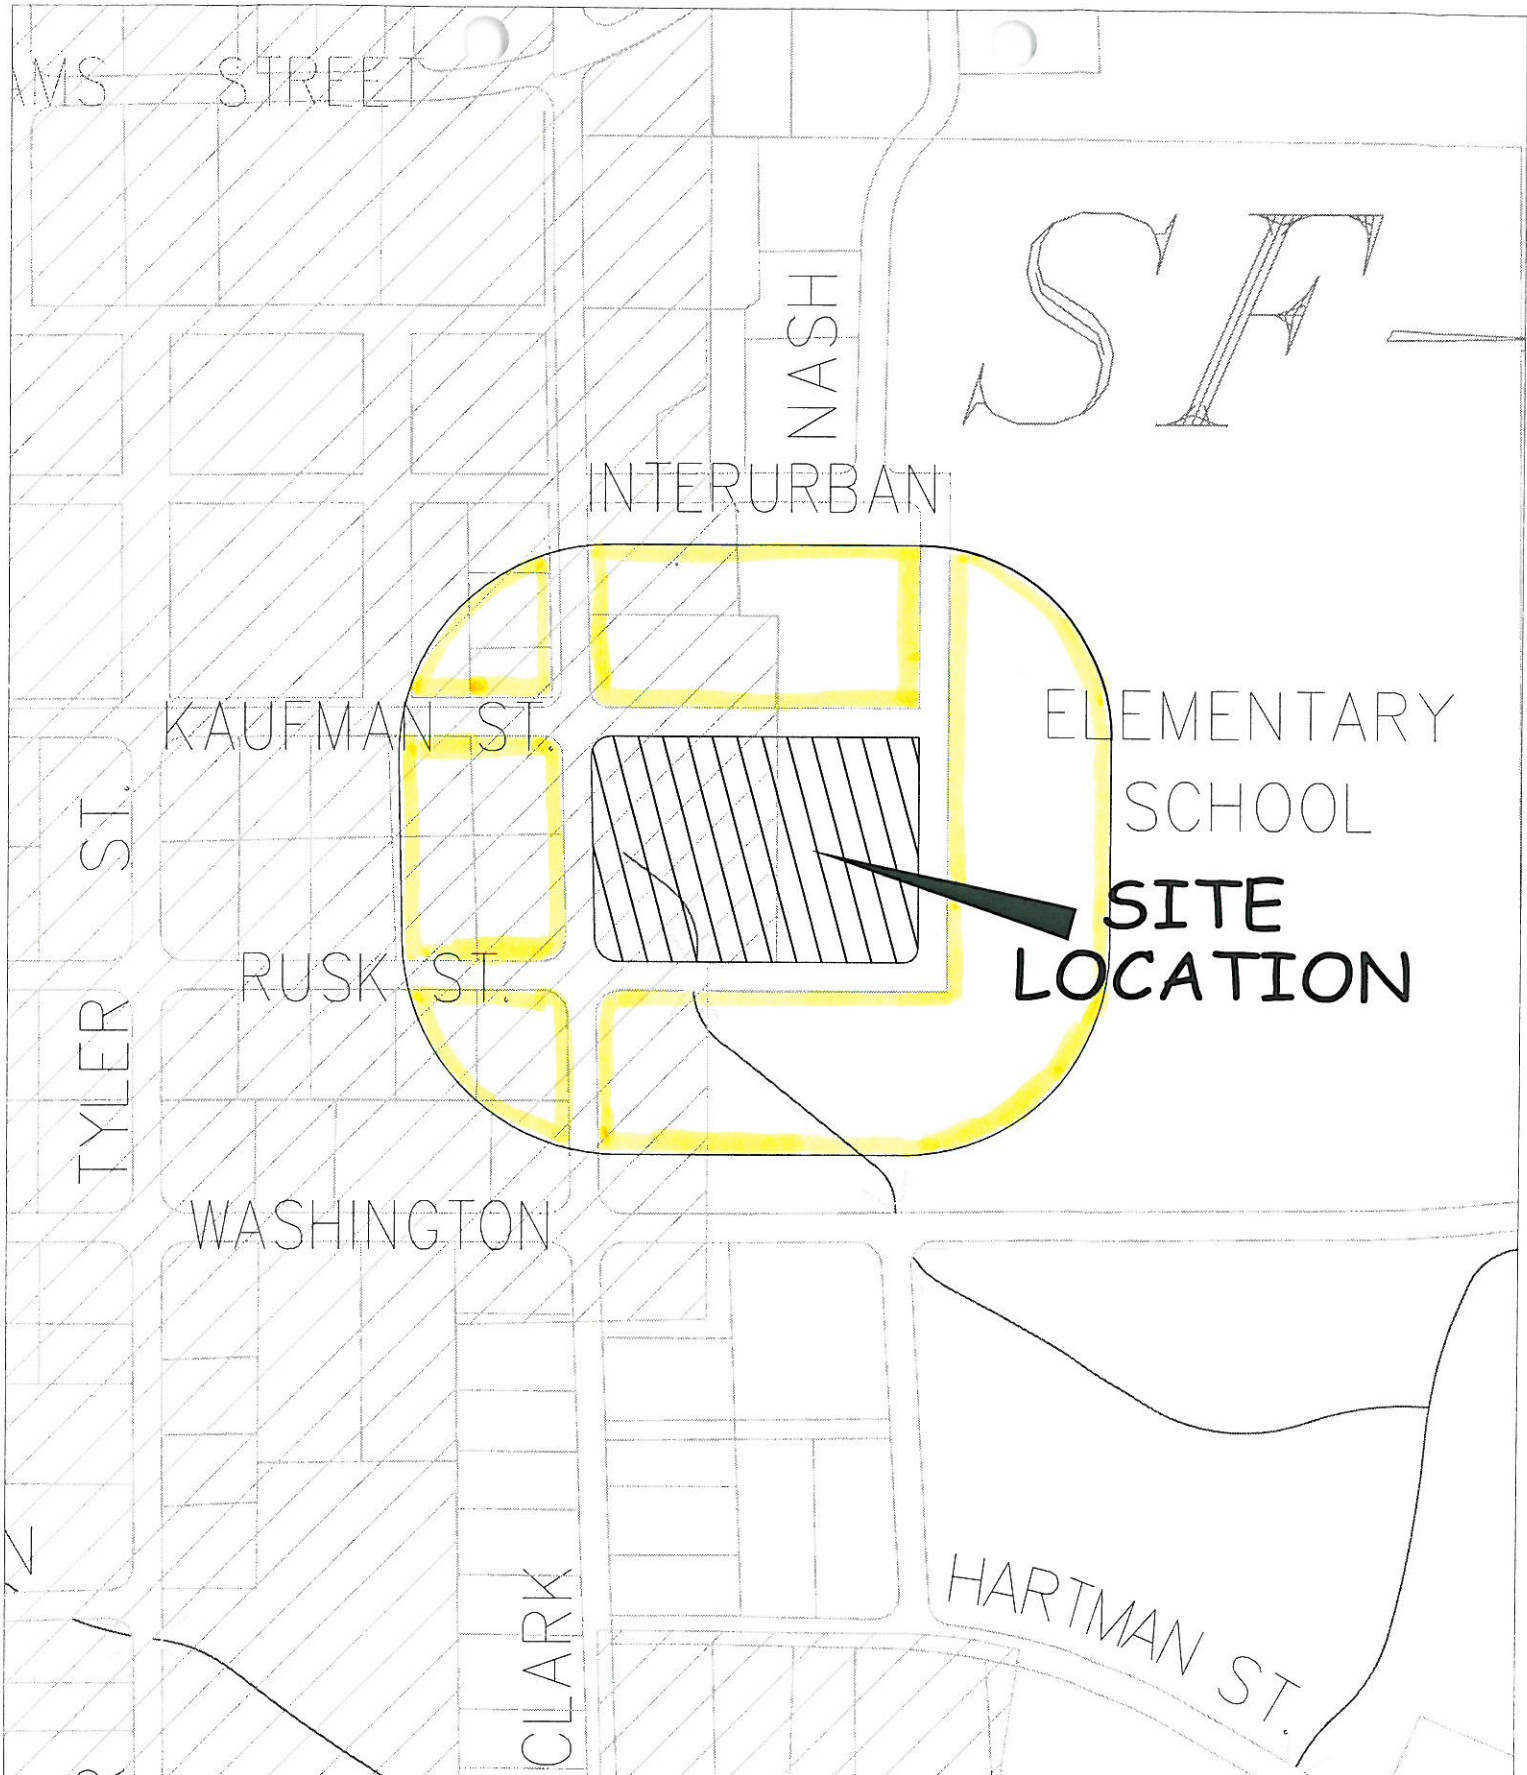 STREET
NASH
SF-
INTERURBAN
KAUFMAN ST.
ELEMENTARY
SCHOOL
TYLER ST.
SITE
LOCATION
RUSK ST.
WASHINGTON
CLARK
HARTMAN ST.